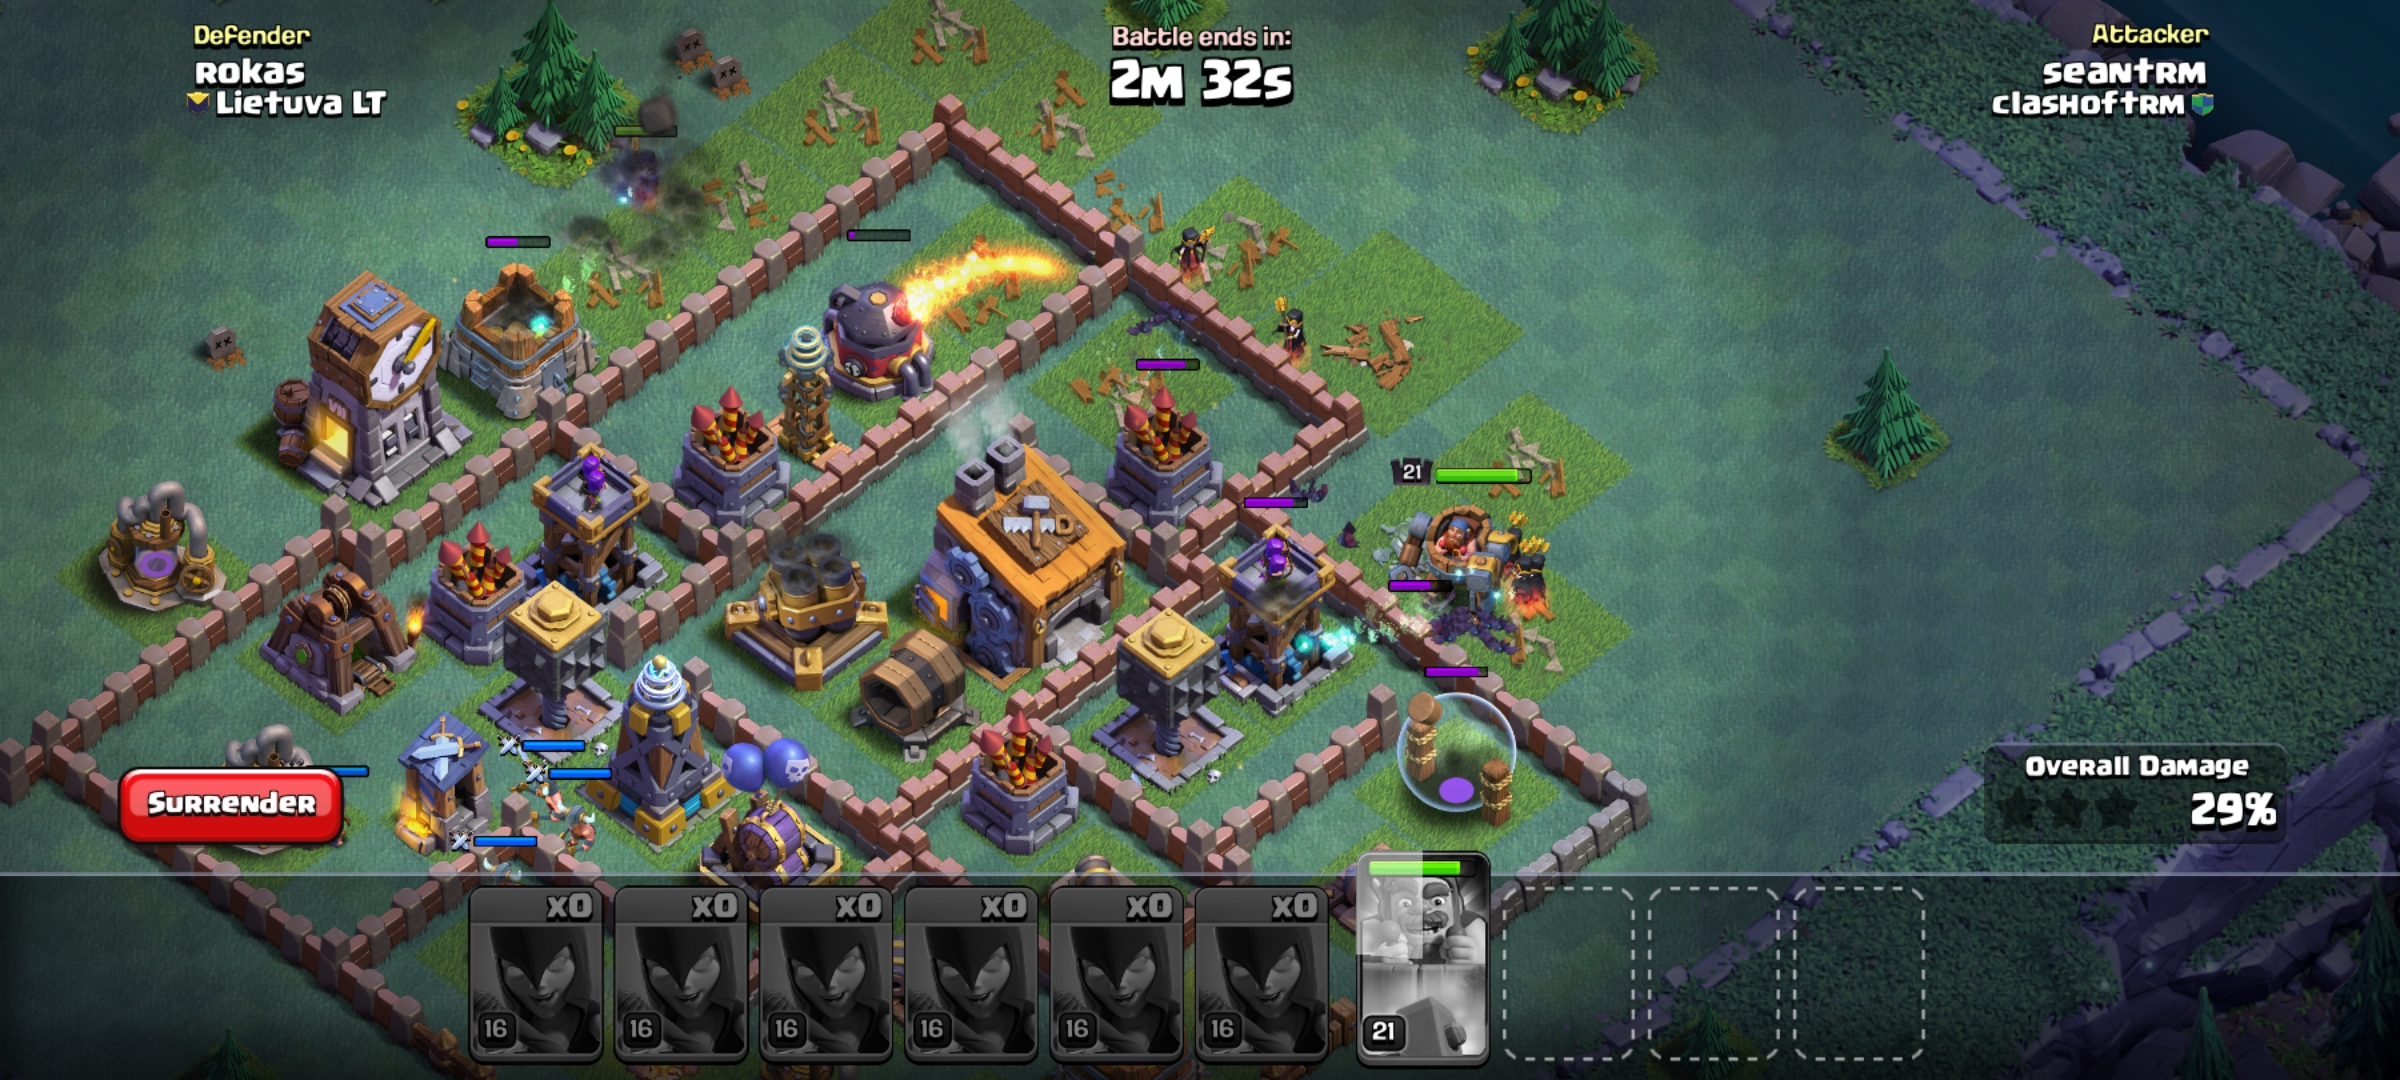 Defender
Rokas
Lietuva LT
Battle ends in:
2M 32s
Attacker
seantRM
clashoftRM
VII
21
Surrender
Overall Damage
29%
x0
x0
x0
x0
x0
x0
16
16
16
16
16
16
21